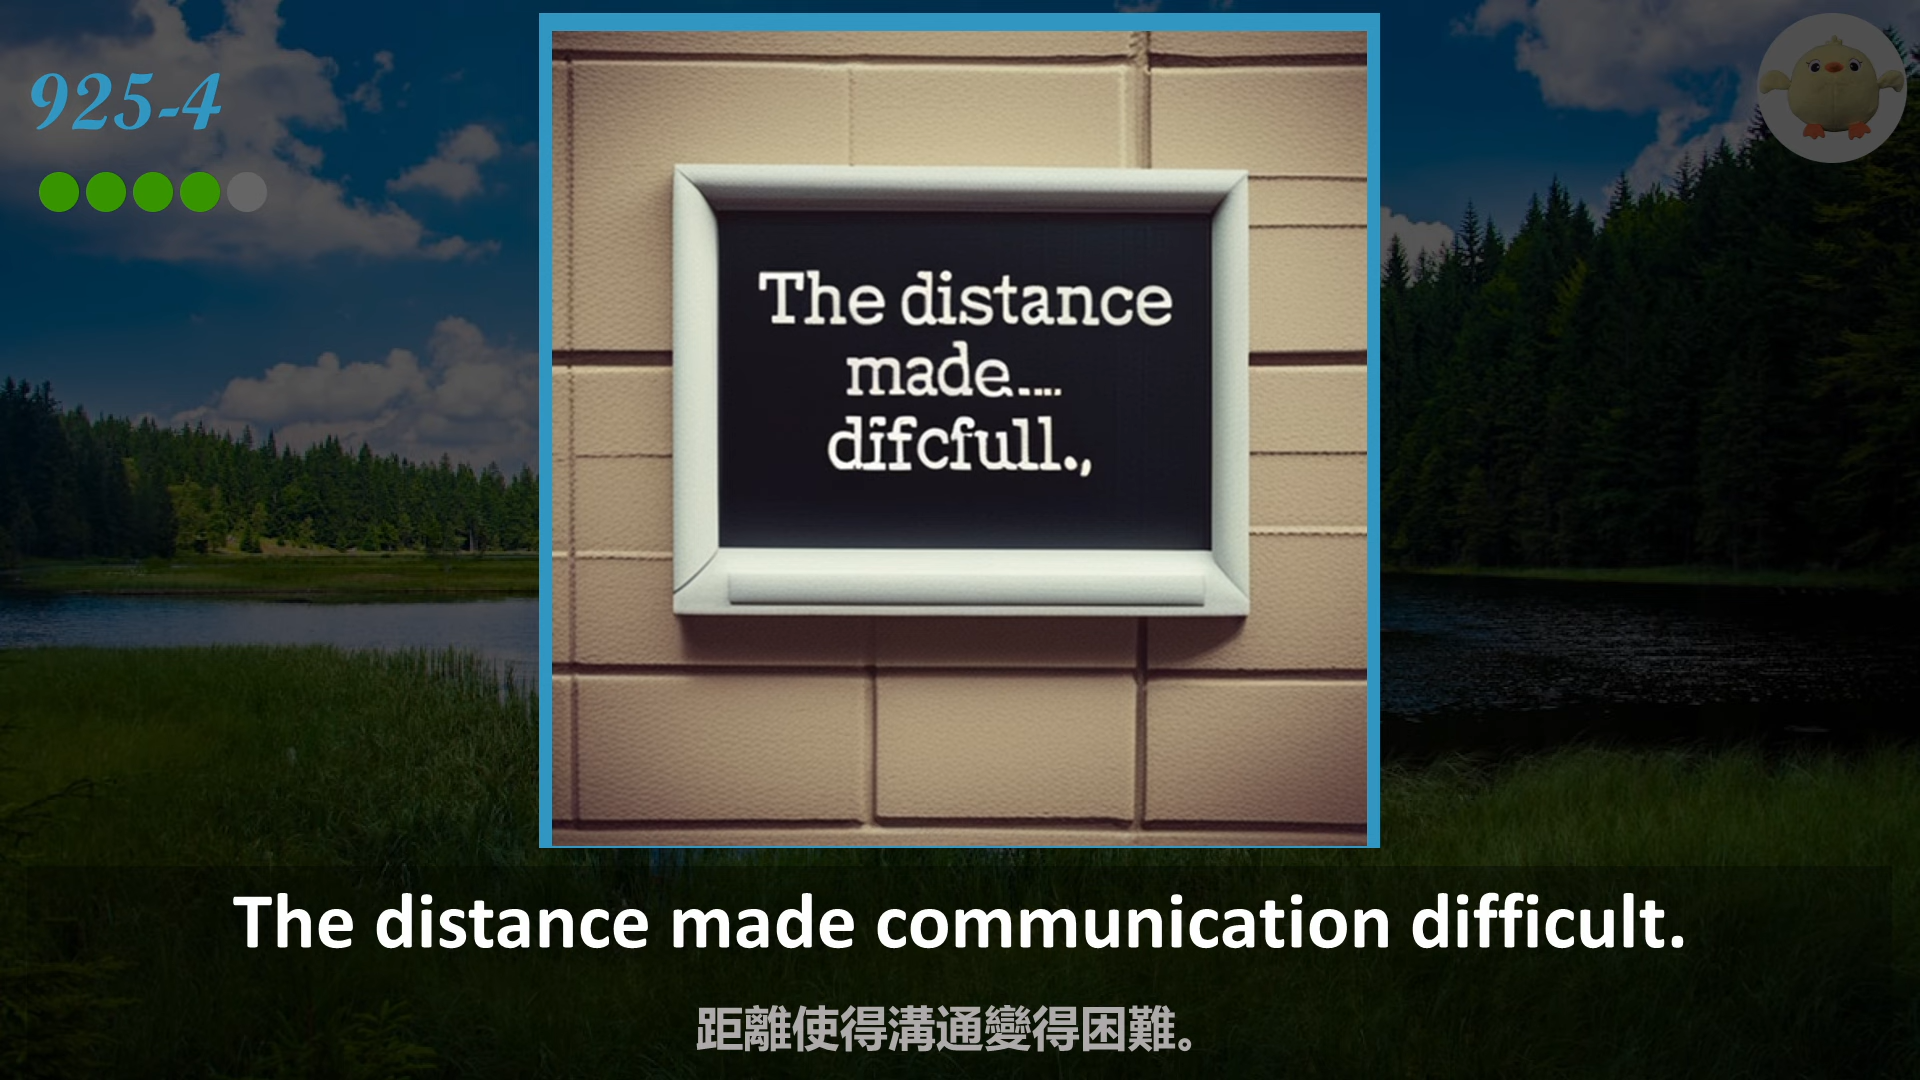 925-4
The distance
made....
difcfull.,
The distance made communication difficult.
距離使得溝通變得困難。